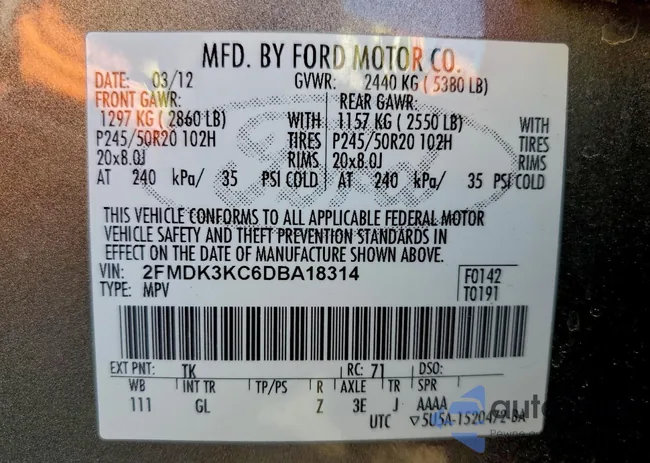 MFD. BY FORD MOTOR CO.
DATE: 03/12 GVWR: 2440 KG ( 5380 LB)
FRONT GAWR: REAR GAWR:
1297 KG ( 2860 LB) WITH 1157 KG ( 2550 LB) WITH
P245/50R20 102H TIRES P245/50R20 102H TIRES
20x8.0J RIMS 20x8.0J RIMS
AT 240 kPa/ 35 PSI COLD AT 240 kPa/ 35 PSI COLD
Ford
THIS VEHICLE CONFORMS TO ALL APPLICABLE FEDERAL MOTOR
VEHICLE SAFETY AND THEFT PREVENTION STANDARDS IN
EFFECT ON THE DATE OF MANUFACTURE SHOWN ABOVE.
VIN: 2FMDK3KC6DBA18314 F0142
TYPE: MPV T0191
EXT PNT: TK RC: 71 DSO:
WB INT TR TP/PS R AXLE TR SPR
111 GL Z 3E J AAAA
UTC ▽5U5A-1520472-BA